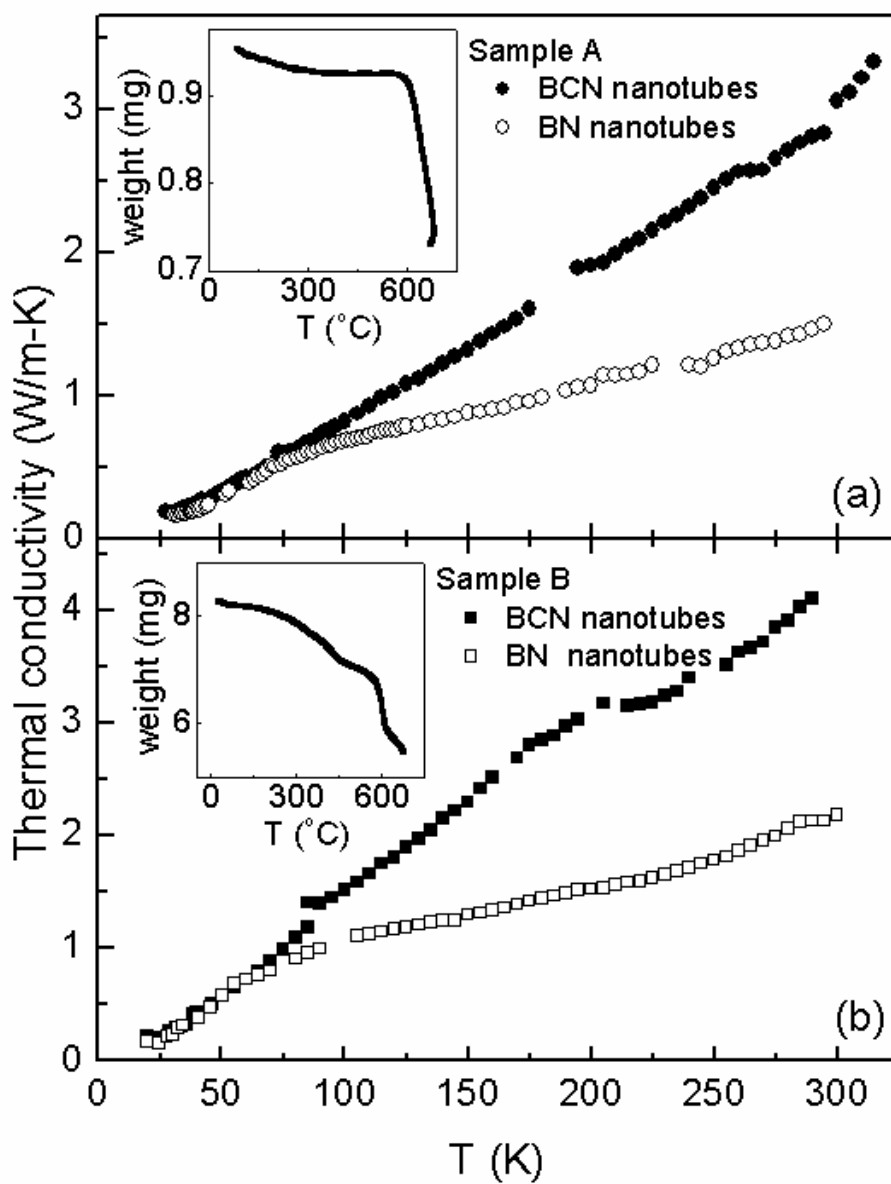 Thermal conductivity (W/m-K)
3
2
1
0
weight (mg)
0.9
0.8
0.7
0
300
600
T (°C)
Sample A
BCN nanotubes
BN nanotubes
(a)
4
3
2
1
0
weight (mg)
8
6
0
300
600
T (°C)
Sample B
BCN nanotubes
BN nanotubes
(b)
0
50
100
150
200
250
300
T (K)